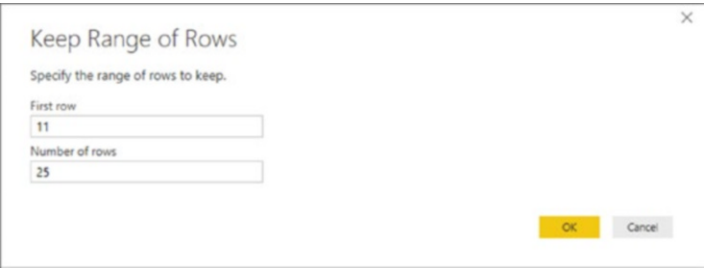 Keep Range of Rows
Specify the range of rows to keep.
First row
11
Number of rows
25
OK Cancel